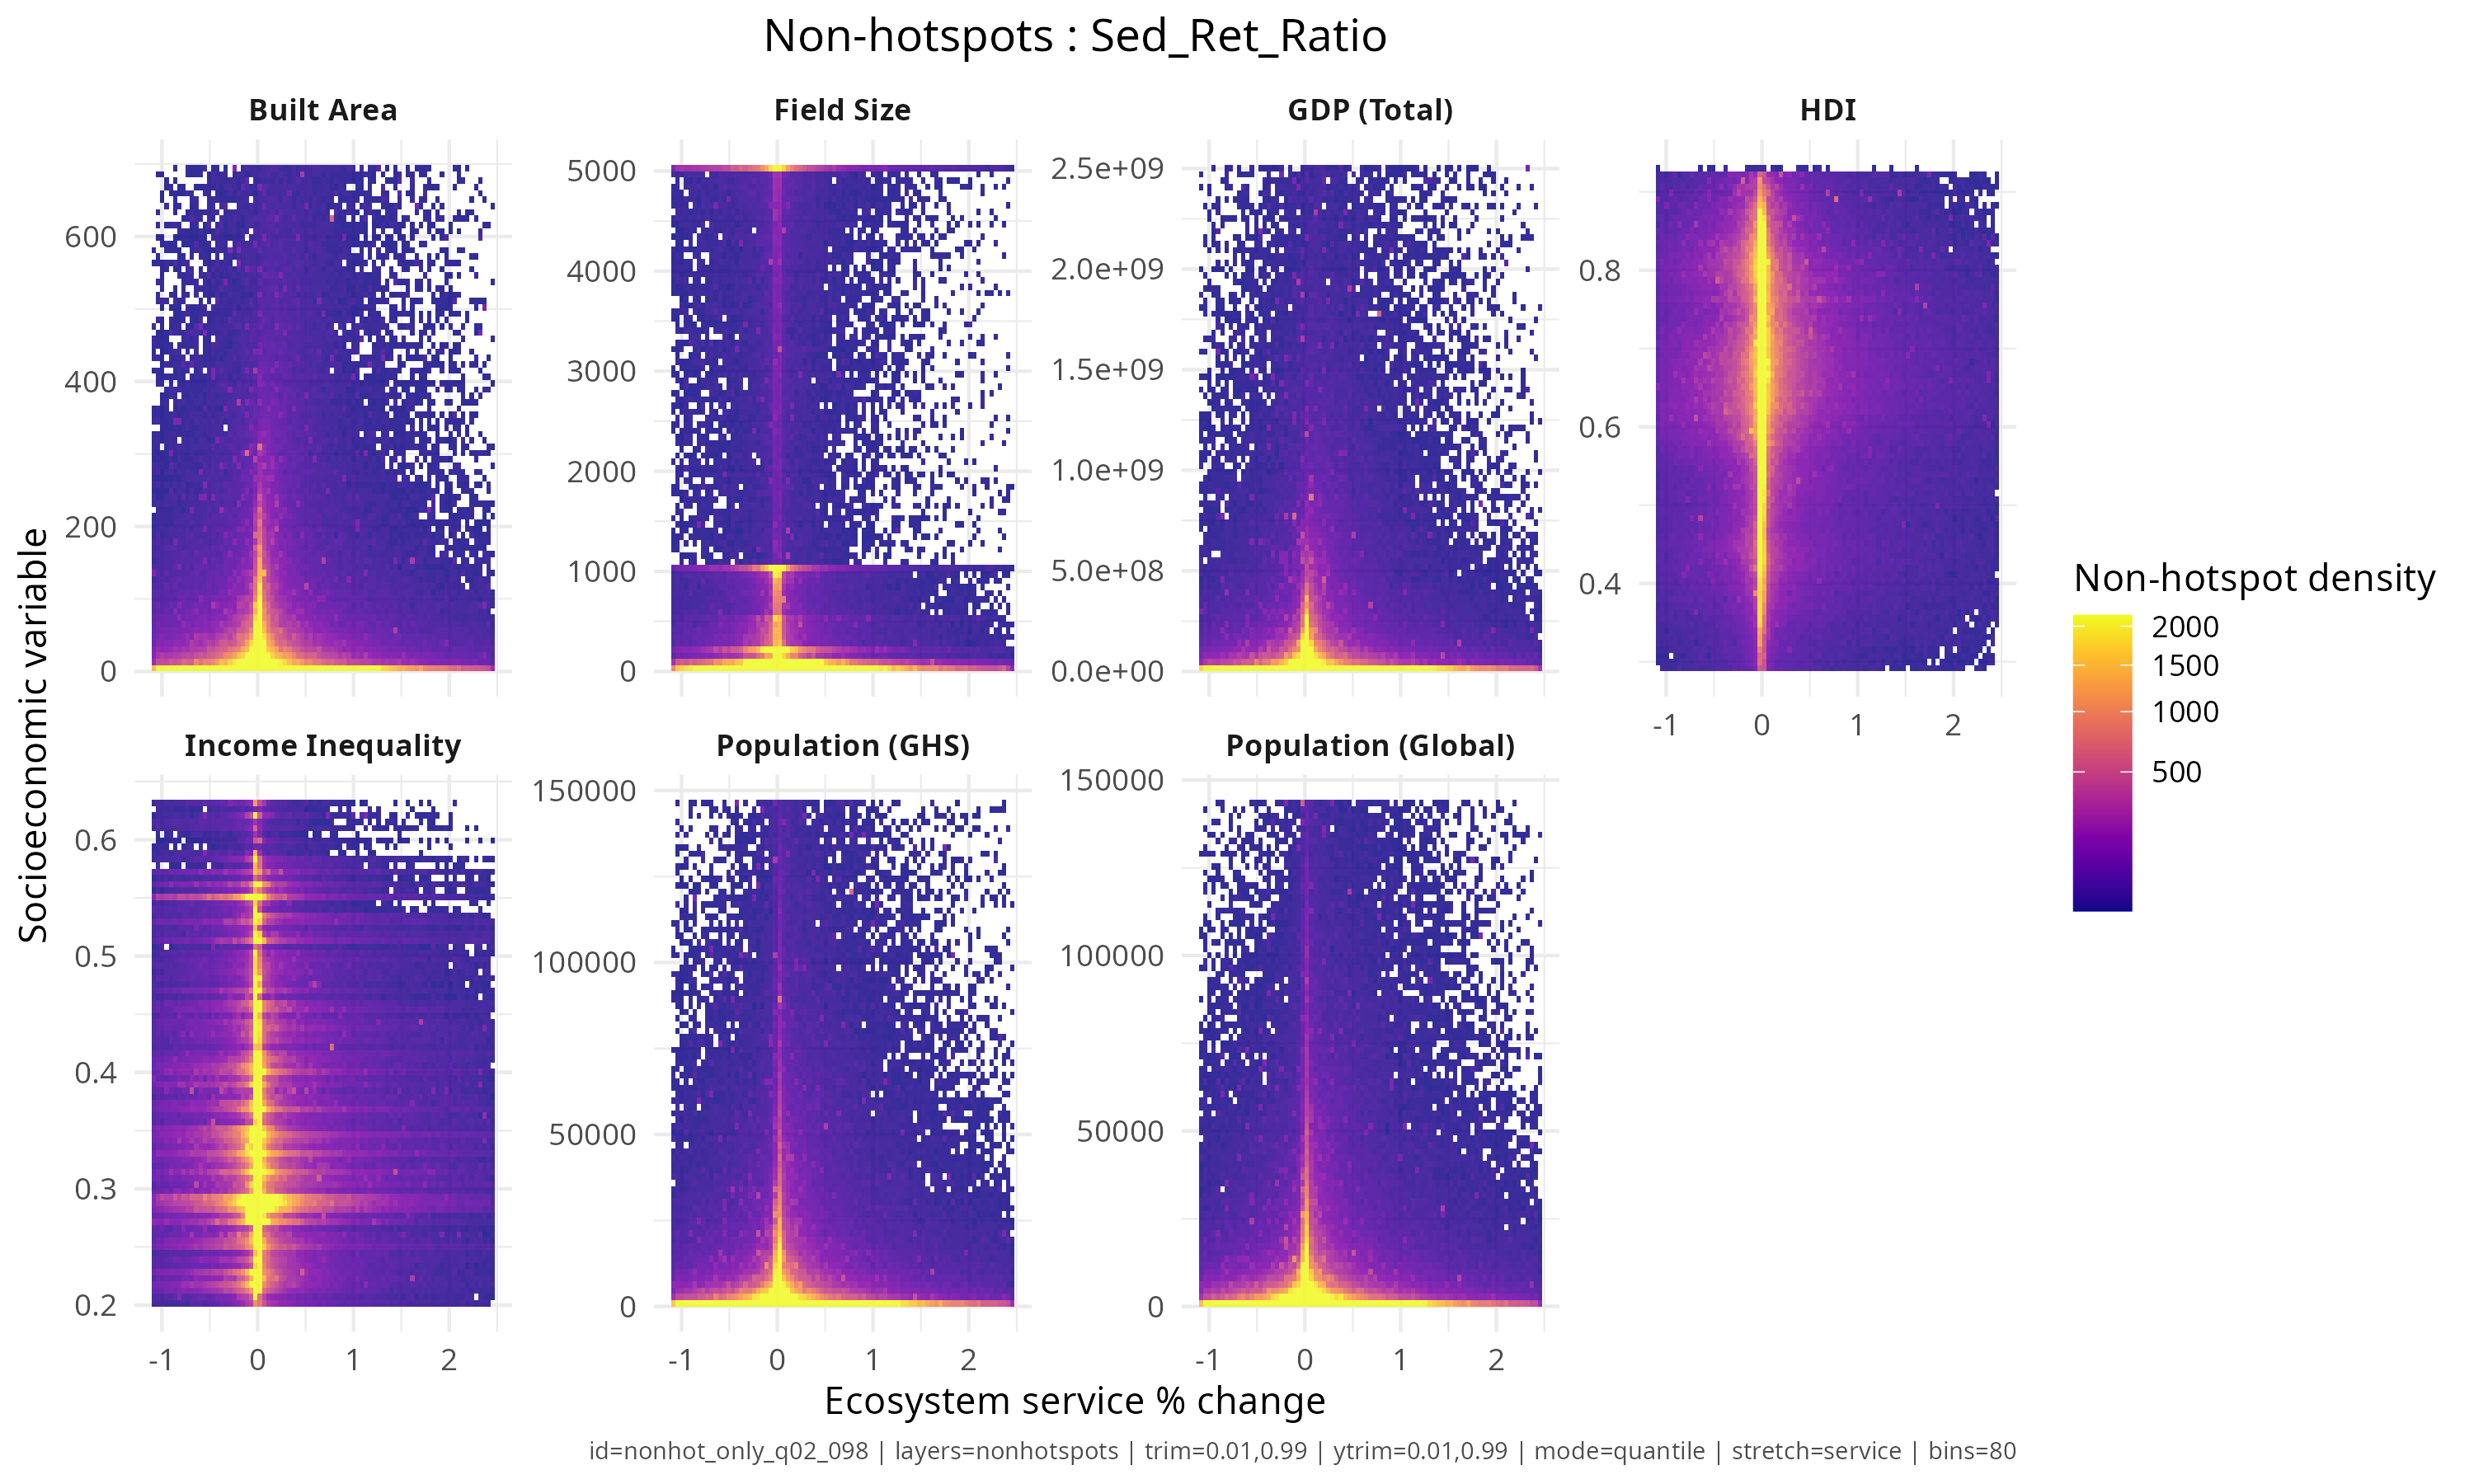 Non-hotspots : Sed_Ret_Ratio
Built Area
Field Size
GDP (Total)
HDI
600
400
200
0
5000
4000
3000
2000
1000
0
2.5e+09
2.0e+09
1.5e+09
1.0e+09
5.0e+08
0.0e+00
0.8
0.6
0.4
-1 0 1 2
Socioeconomic variable
Non-hotspot density
2000
1500
1000
500
Income Inequality
Population (GHS)
Population (Global)
0.6
0.5
0.4
0.3
0.2
150000
100000
50000
0
150000
100000
50000
0
-1 0 1 2
-1 0 1 2
-1 0 1 2
Ecosystem service % change
id=nonhot_only_q02_098 | layers=nonhotspots | trim=0.01,0.99 | ytrim=0.01,0.99 | mode=quantile | stretch=service | bins=80